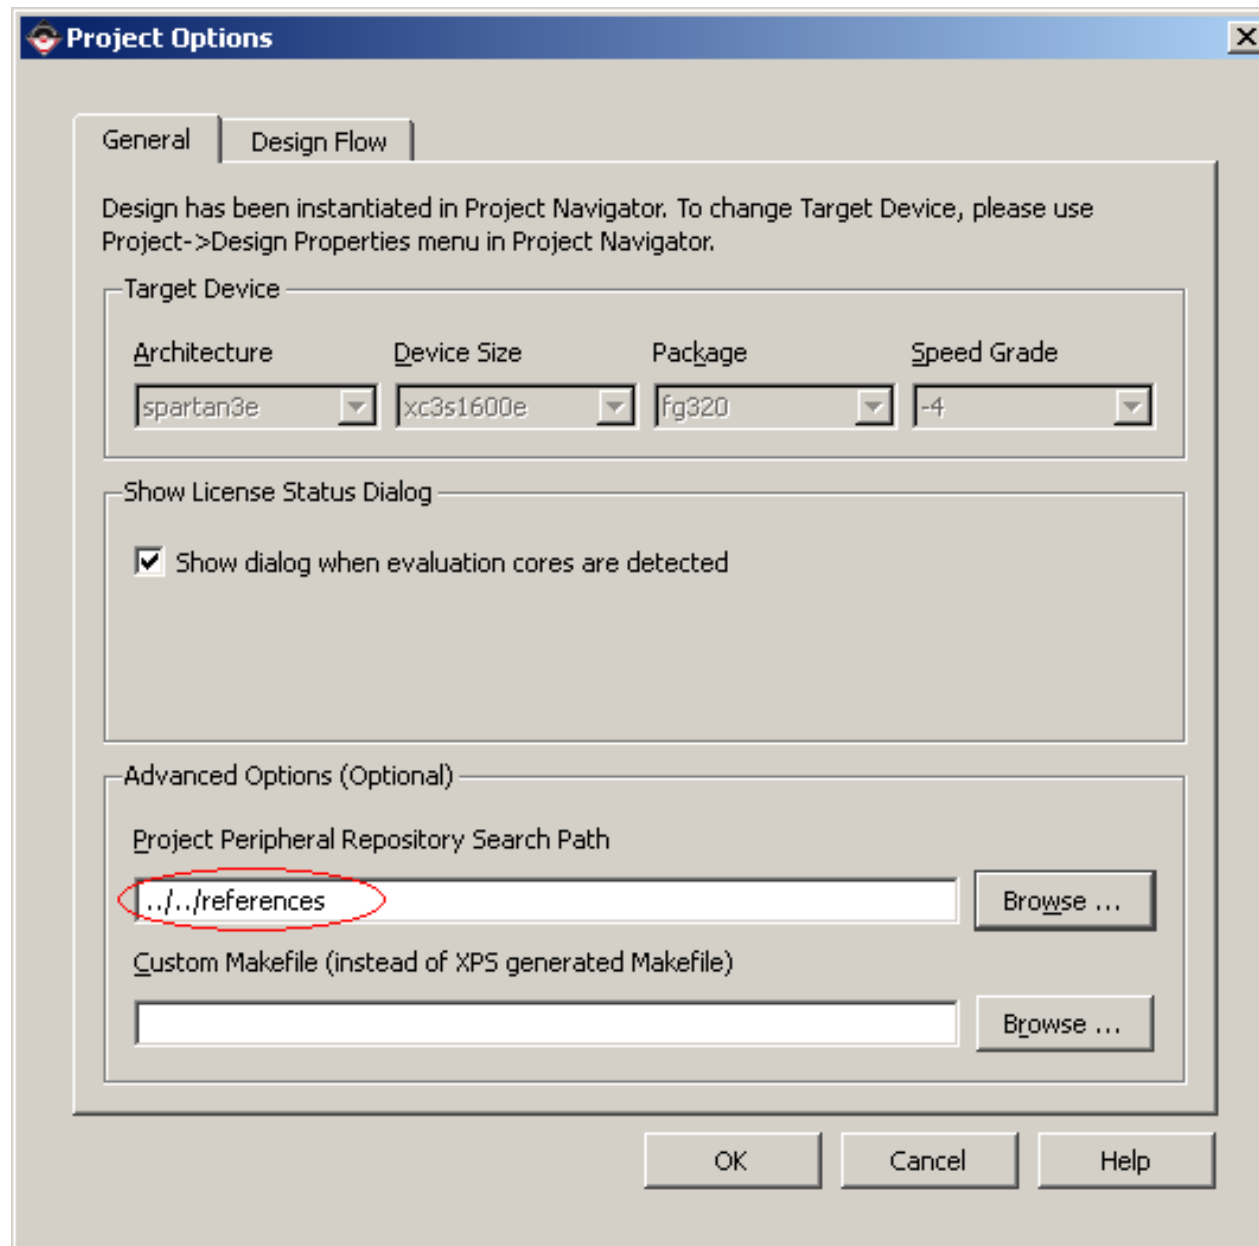 Project Options
General
Design Flow
Design has been instantiated in Project Navigator. To change Target Device, please use
Project->Design Properties menu in Project Navigator.
Target Device
Architecture
Device Size
Package
Speed Grade
spartan3e
xc3s1600e
fg320
-4
Show License Status Dialog
Show dialog when evaluation cores are detected
Advanced Options (Optional)
Project Peripheral Repository Search Path
../../references
Browse ...
Custom Makefile (instead of XPS generated Makefile)
Browse ...
OK
Cancel
Help